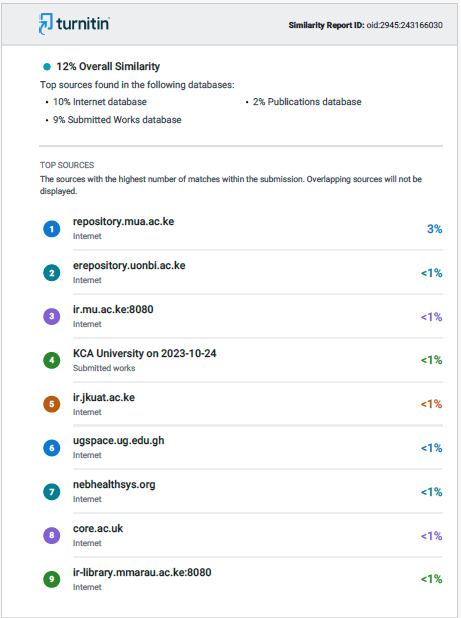 turnitin
Similarity Report ID: oid:2945:243166030
12% Overall Similarity
Top sources found in the following databases:
• 10% Internet database
• 2% Publications database
• 9% Submitted Works database
TOP SOURCES
The sources with the highest number of matches within the submission. Overlapping sources will not be
displayed.
1 repository.mua.ac.ke 3%
Internet
2 erepository.uonbi.ac.ke <1%
Internet
3 ir.mu.ac.ke:8080 <1%
Internet
4 KCA University on 2023-10-24 <1%
Submitted works
5 ir.jkuat.ac.ke <1%
Internet
6 ugspace.ug.edu.gh <1%
Internet
7 nebhealthsys.org <1%
Internet
8 core.ac.uk <1%
Internet
9 ir-library.mmarau.ac.ke:8080 <1%
Internet